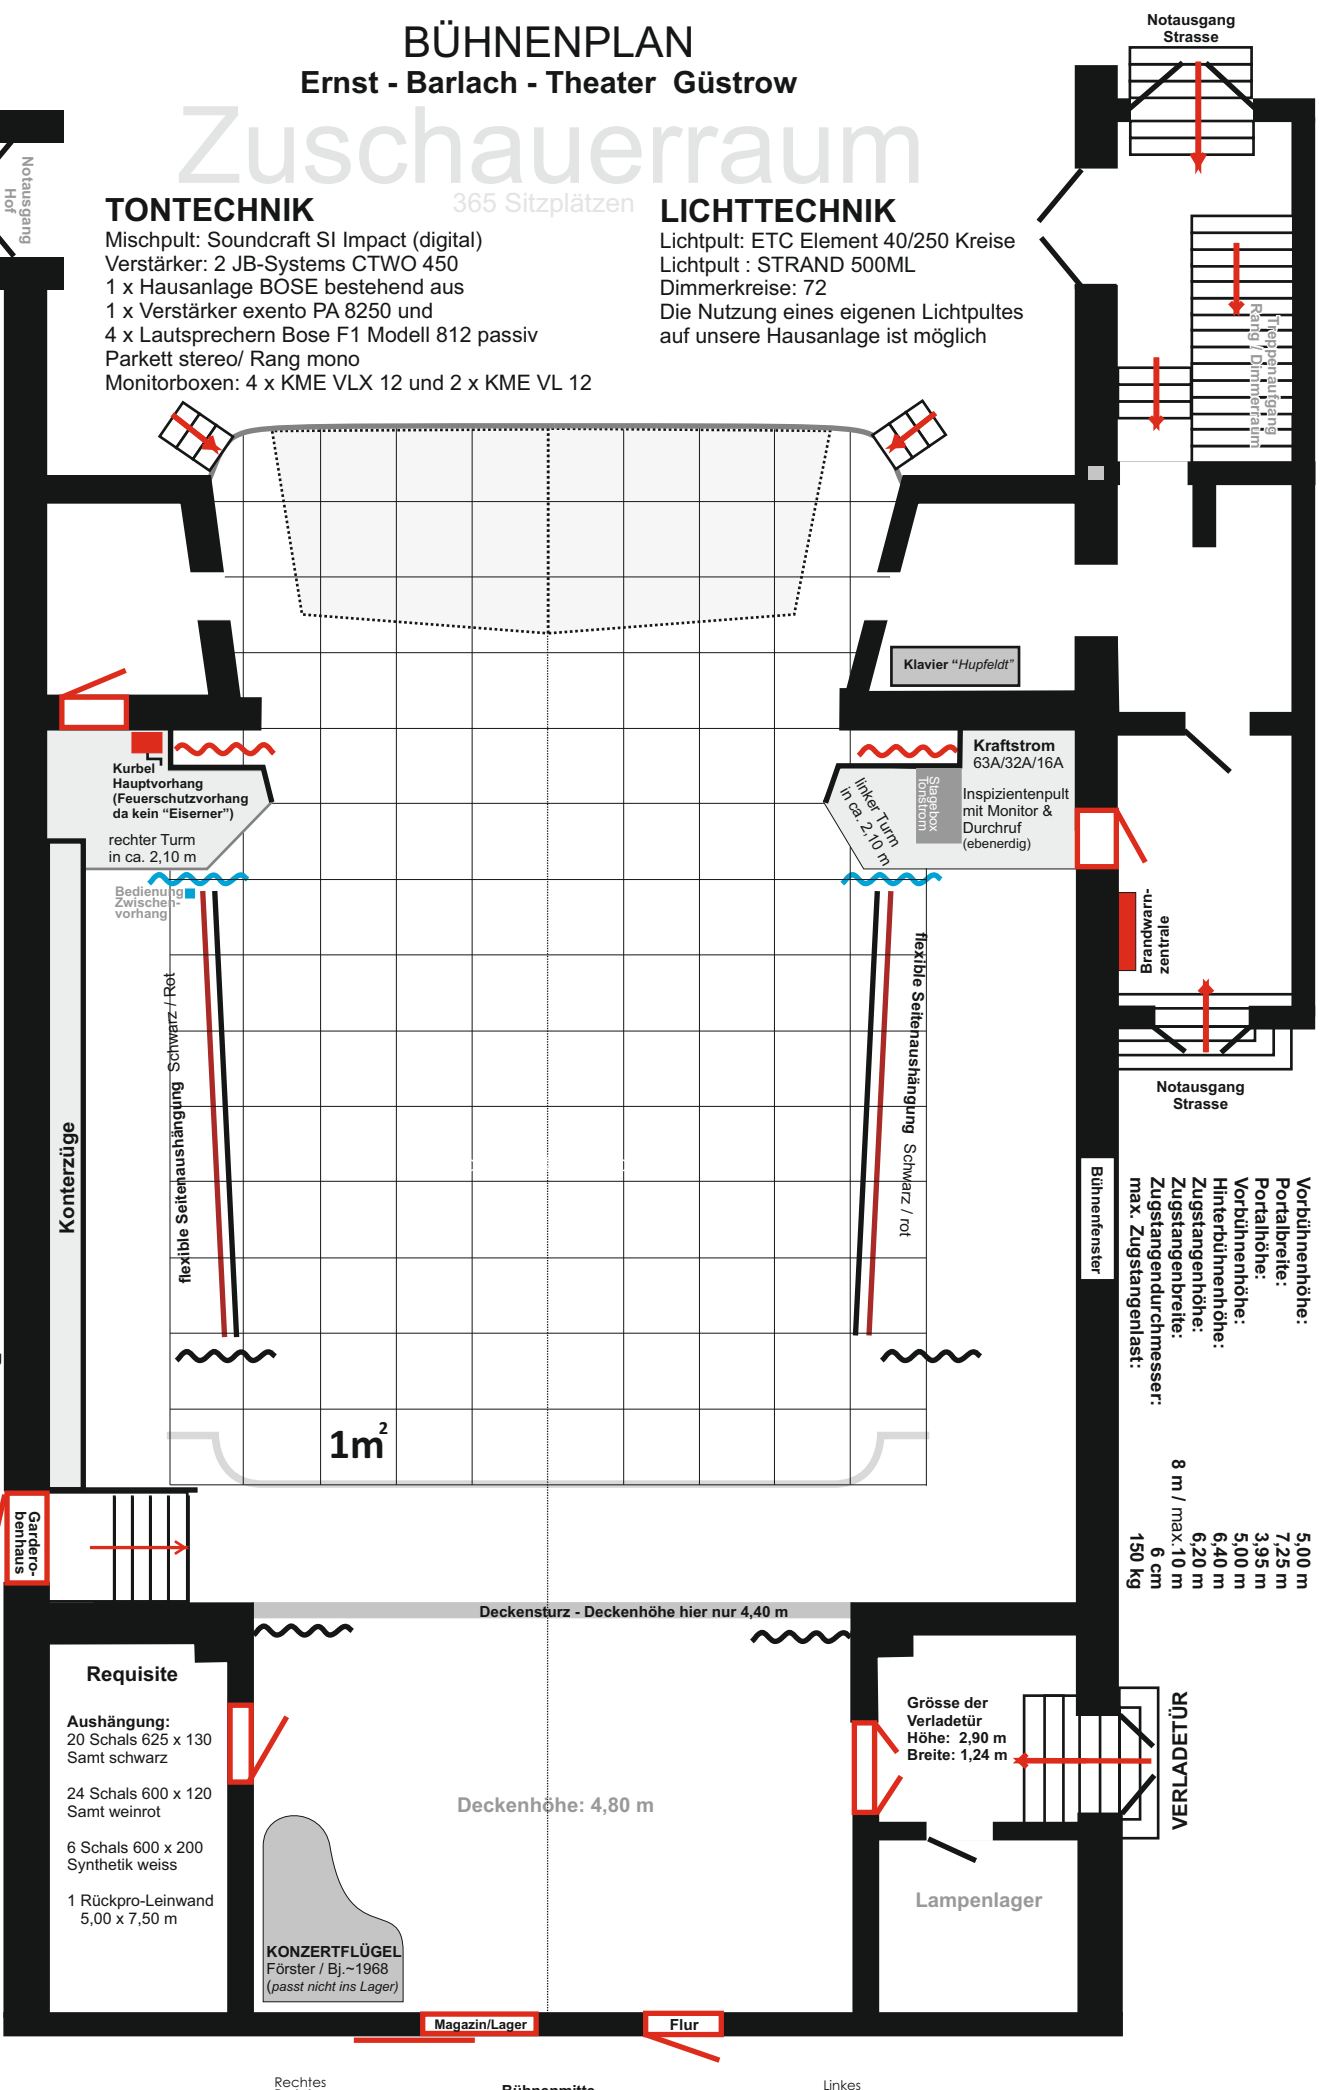 BÜHNENPLAN
Ernst - Barlach - Theater Güstrow
Zuschauerraum
365 Sitzplätzen
Notausgang
Strasse
Notausgang
Hof
TONTECHNIK
Mischpult: Soundcraft SI Impact (digital)
Verstärker: 2 JB-Systems CTWO 450
1 x Hausanlage BOSE bestehend aus
1 x Verstärker exento PA 8250 und
4 x Lautsprechern Bose F1 Modell 812 passiv
Parkett stereo/ Rang mono
Monitorboxen: 4 x KME VLX 12 und 2 x KME VL 12
LICHTTECHNIK
Lichtpult: ETC Element 40/250 Kreise
Lichtpult : STRAND 500ML
Dimmerkreise: 72
Die Nutzung eines eigenen Lichtpultes
auf unsere Hausanlage ist möglich
Treppenaufgang
Rang / Dimmerraum
Klavier “Hupfeldt”
Kurbel
Hauptvorhang
(Feuerschutzvorhang
da kein “Eiserner”)
rechter Turm
in ca. 2,10 m
Bedienung
Zwischen-
vorhang
linker Turm
in ca. 2,10 m
Stagebox
Tonstrom
Kraftstrom
63A/32A/16A
Inspizientenpult
mit Monitor &
Durchruf
(ebenerdig)
Brandwarn-
zentrale
Notausgang
Strasse
Konterzüge
flexible Seitenaushängung Schwarz / Rot
flexible Seitenaushängung Schwarz / rot
Bühnenfenster
Vorbühnenhöhe: 5,00 m
Portalbreite: 7,25 m
Portalhöhe: 3,95 m
Vorbühnenhöhe: 5,00 m
Hinterbühnenhöhe: 6,40 m
Zugstangenhöhe: 6,20 m
Zugstangenbreite: 8 m / max.10 m
Zugstangendurchmesser: 6 cm
max. Zugstangenlast: 150 kg
1m²
Gardero-
benhaus
Deckensturz - Deckenhöhe hier nur 4,40 m
Requisite
Aushängung:
20 Schals 625 x 130
Samt schwarz
24 Schals 600 x 120
Samt weinrot
6 Schals 600 x 200
Synthetik weiss
1 Rückpro-Leinwand
5,00 x 7,50 m
Deckenhöhe: 4,80 m
Grösse der
Verladetür
Höhe: 2,90 m
Breite: 1,24 m
VERLADETÜR
Lampenlager
KONZERTFLÜGEL
Förster / Bj.~1968
(passt nicht ins Lager)
Magazin/Lager
Flur
Rechtes
Bühnenmitte
Linkes